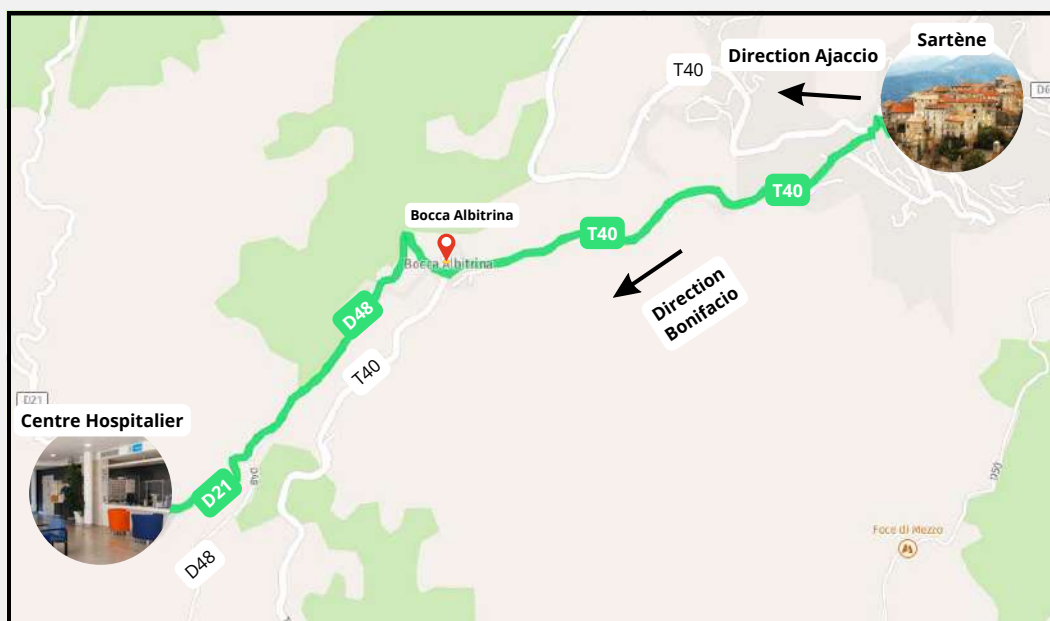 Sartène
Direction Ajaccio
T40
T40
Bocca Albitrina
T40
Bocca Albitrina
Direction
Bonifacio
D48
T40
D21
Centre Hospitalier
D21
D48
D48
D50
Foce di Mezzo